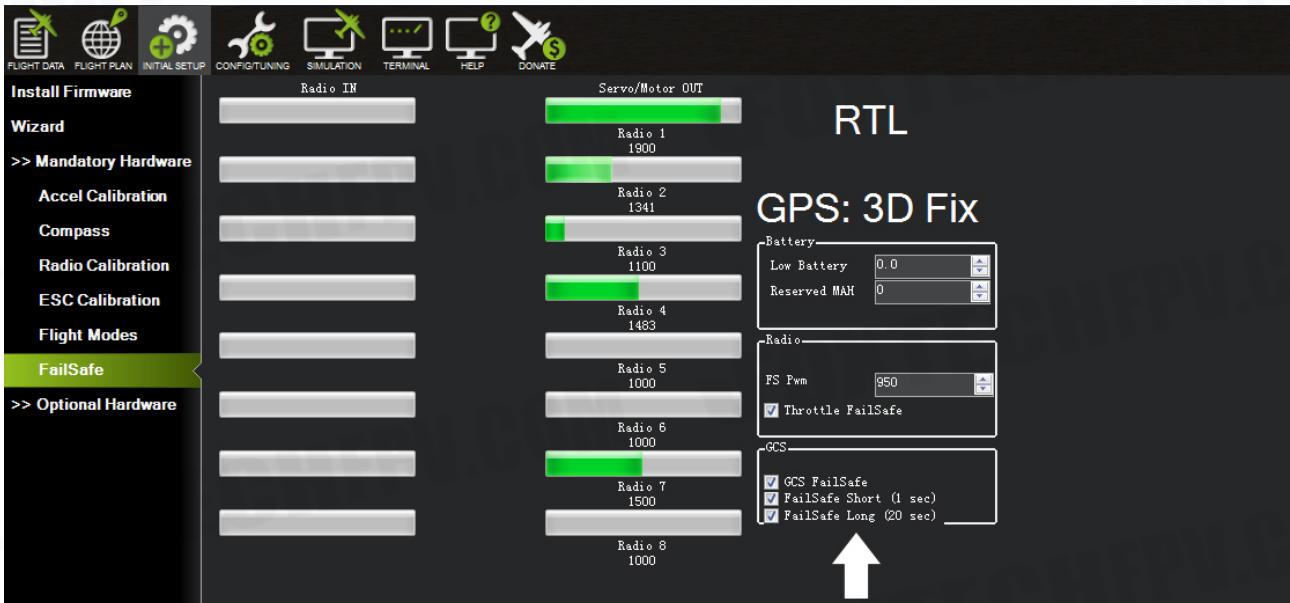 FLIGHT DATA FLIGHT PLAN INITIAL SETUP CONFIG/TUNING SIMULATION TERMINAL HELP DONATE
Install Firmware
Wizard
>> Mandatory Hardware
Accel Calibration
Compass
Radio Calibration
ESC Calibration
Flight Modes
FailSafe
>> Optional Hardware
Radio IN
Servo/Motor OUT
Radio 1
1900
Radio 2
1341
Radio 3
1100
Radio 4
1483
Radio 5
1000
Radio 6
1000
Radio 7
1500
Radio 8
1000
RTL
GPS: 3D Fix
Battery
Low Battery 0.0
Reserved MAH 0
Radio
FS Pwm 950
Throttle FailSafe
GCS
GCS FailSafe
FailSafe Short (1 sec)
FailSafe Long (20 sec)